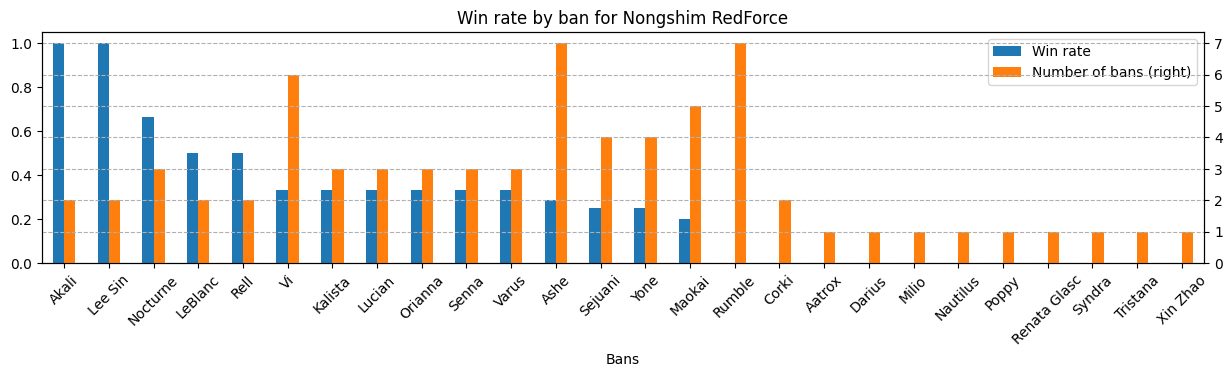 Win rate by ban for Nongshim RedForce
1.0
0.8
0.6
0.4
0.2
0.0
7
6
5
4
3
2
1
0
Win rate
Number of bans (right)
Akali
Lee Sin
Nocturne
LeBlanc
Rell
Vi
Kalista
Lucian
Orianna
Senna
Varus
Ashe
Sejuani
Yone
Maokai
Rumble
Corki
Aatrox
Darius
Milio
Nautilus
Poppy
Renata Glasc
Syndra
Tristana
Xin Zhao
Bans